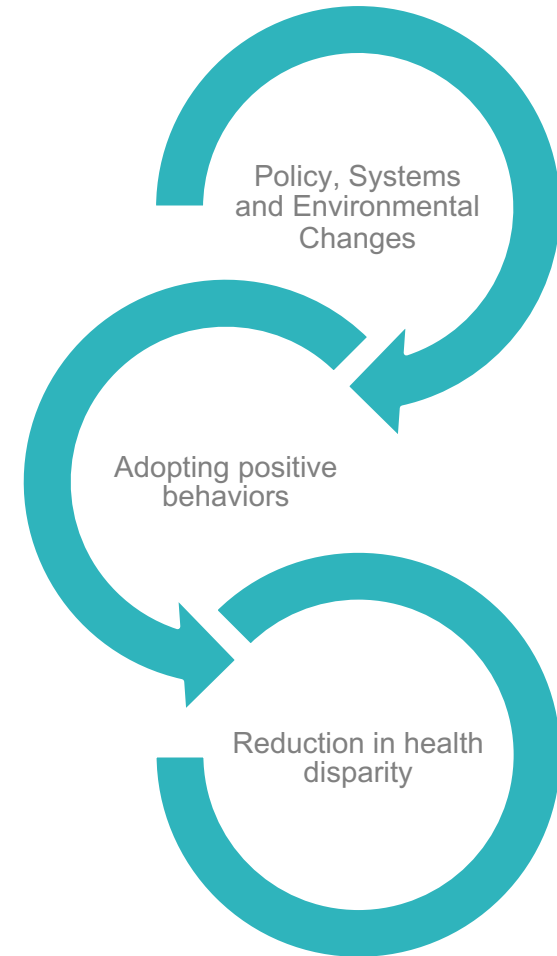 Policy, Systems
and Environmental
Changes
Adopting positive
behaviors
Reduction in health
disparity